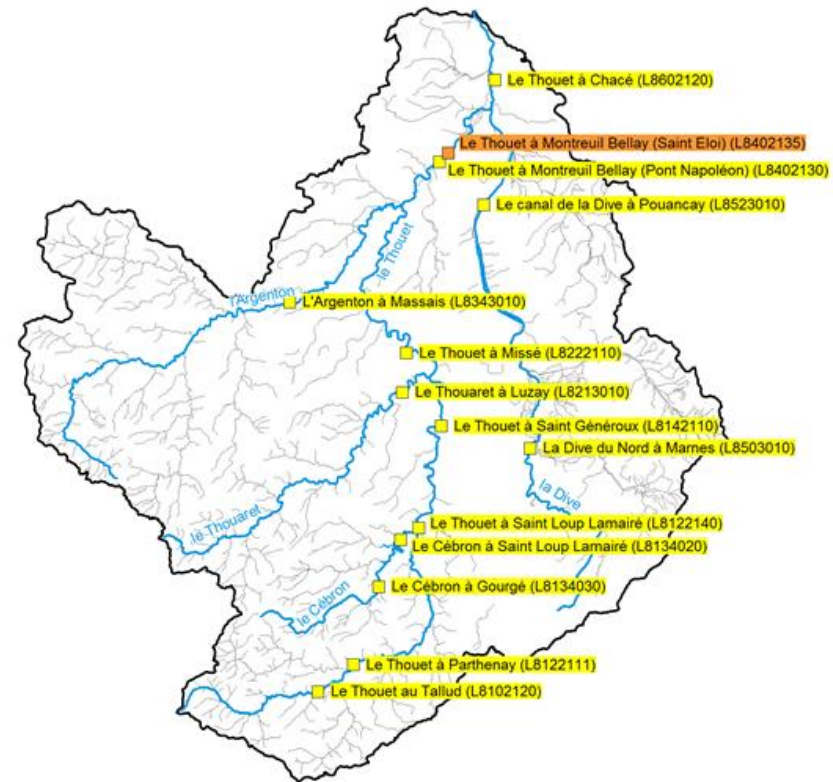 Le Thouet à Chacé (L8602120)
Le Thouet à Montreuil Bellay (Saint Eloi) (L8402135)
Le Thouet à Montreuil Bellay (Pont Napoléon) (L8402130)
Le canal de la Dive à Pouancay (L8523010)
le Thouet
l'Argenton
L'Argenton à Massais (L8343010)
Le Thouet à Missé (L8222110)
Le Thouaret à Luzay (L8213010)
Le Thouet à Saint Généroux (L8142110)
La Dive du Nord à Marnes (L8503010)
la Dive
le Thouaret
Le Thouet à Saint Loup Lamairé (L8122140)
Le Cébron à Saint Loup Lamairé (L8134020)
Le Cébron à Gourgé (L8134030)
le Cébron
Le Thouet à Parthenay (L8122111)
Le Thouet au Tallud (L8102120)